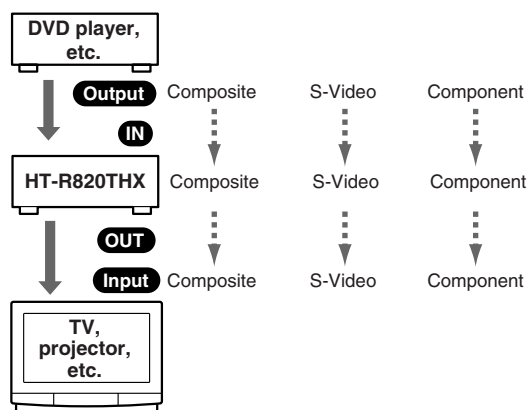 DVD player,
etc.
Output Composite S-Video Component
IN
HT-R820THX Composite S-Video Component
OUT
Input Composite S-Video Component
TV,
projector,
etc.